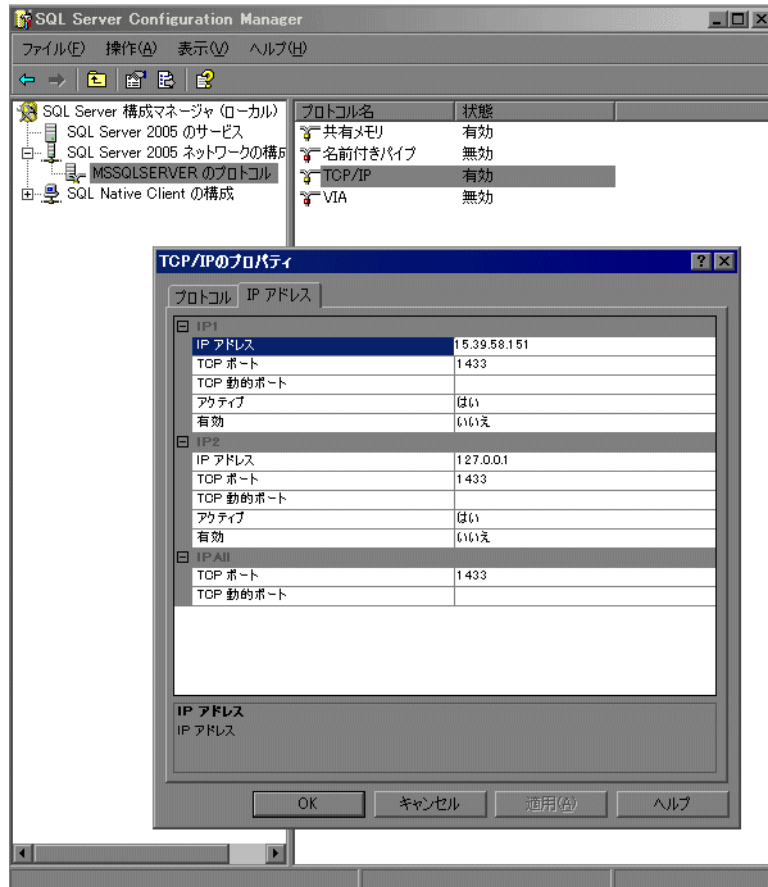 SQL Server Configuration Manager
ファイル(F) 操作(A) 表示(V) ヘルプ(H)
SQL Server 構成マネージャ (ローカル)
SQL Server 2005 のサービス
SQL Server 2005 ネットワークの構成
MSSQLSERVER のプロトコル
SQL Native Client の構成
プロトコル名 状態
共有メモリ 有効
名前付きパイプ 無効
TCP/IP 有効
VIA 無効
TCP/IPのプロパティ
プロトコル IP アドレス
IP1
IP アドレス 15.39.58.151
TCP ポート 1433
TCP 動的ポート
アクティブ はい
有効 いいえ
IP2
IP アドレス 127.0.0.1
TCP ポート 1433
TCP 動的ポート
アクティブ はい
有効 いいえ
IPAll
TCP ポート 1433
TCP 動的ポート
IP アドレス
IP アドレス
OK キャンセル 適用(A) ヘルプ